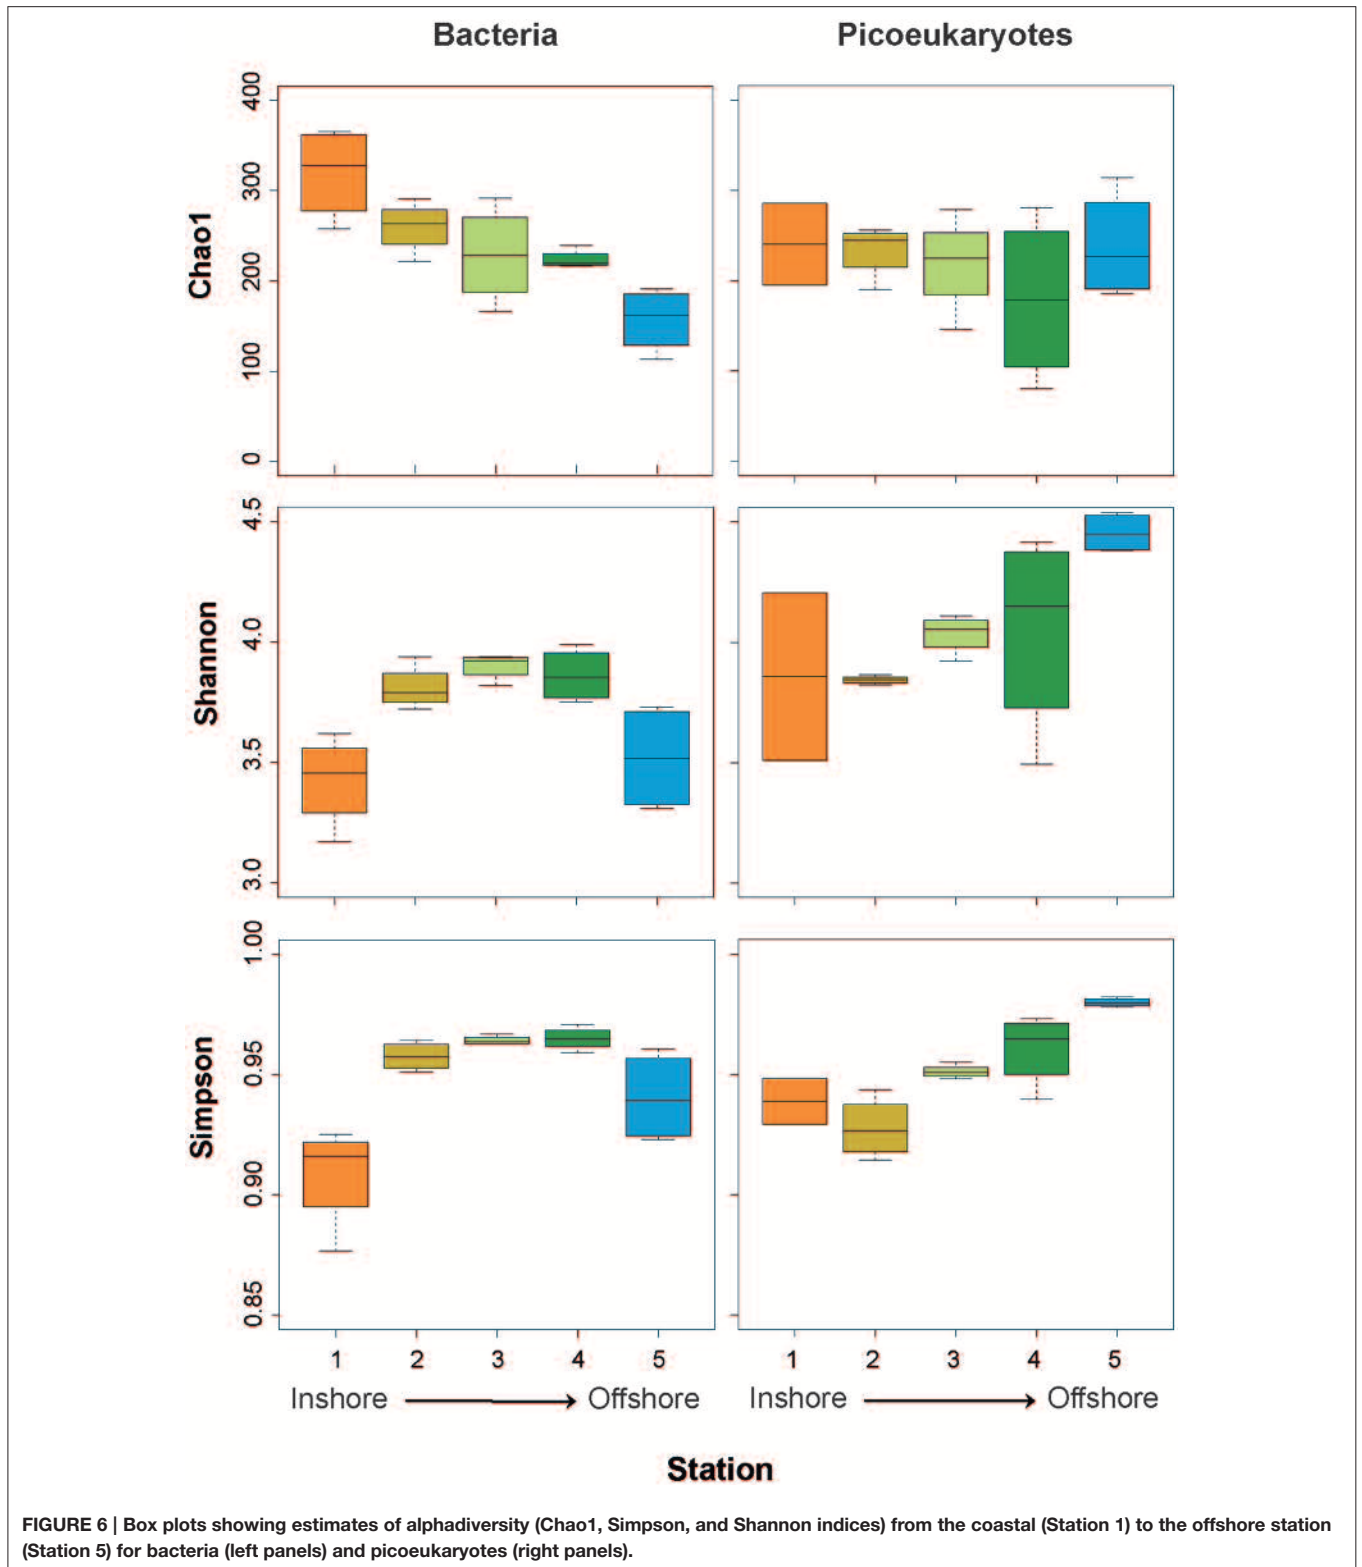 Bacteria
Picoeukaryotes
Chao1
400
300
200
100
0
Shannon
4.5
4.0
3.5
3.0
Simpson
1.00
0.95
0.90
0.85
1 2 3 4 5
1 2 3 4 5
Inshore Offshore
Inshore Offshore
Station
FIGURE 6 | Box plots showing estimates of alphadiversity (Chao1, Simpson, and Shannon indices) from the coastal (Station 1) to the offshore station
(Station 5) for bacteria (left panels) and picoeukaryotes (right panels).